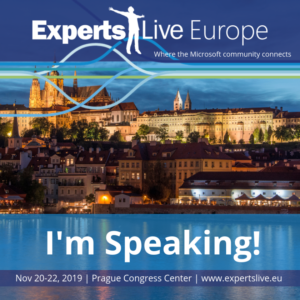 Experts Live Europe
Where the Microsoft community connects
I'm Speaking!
Nov 20-22, 2019 | Prague Congress Center | www.expertslive.eu